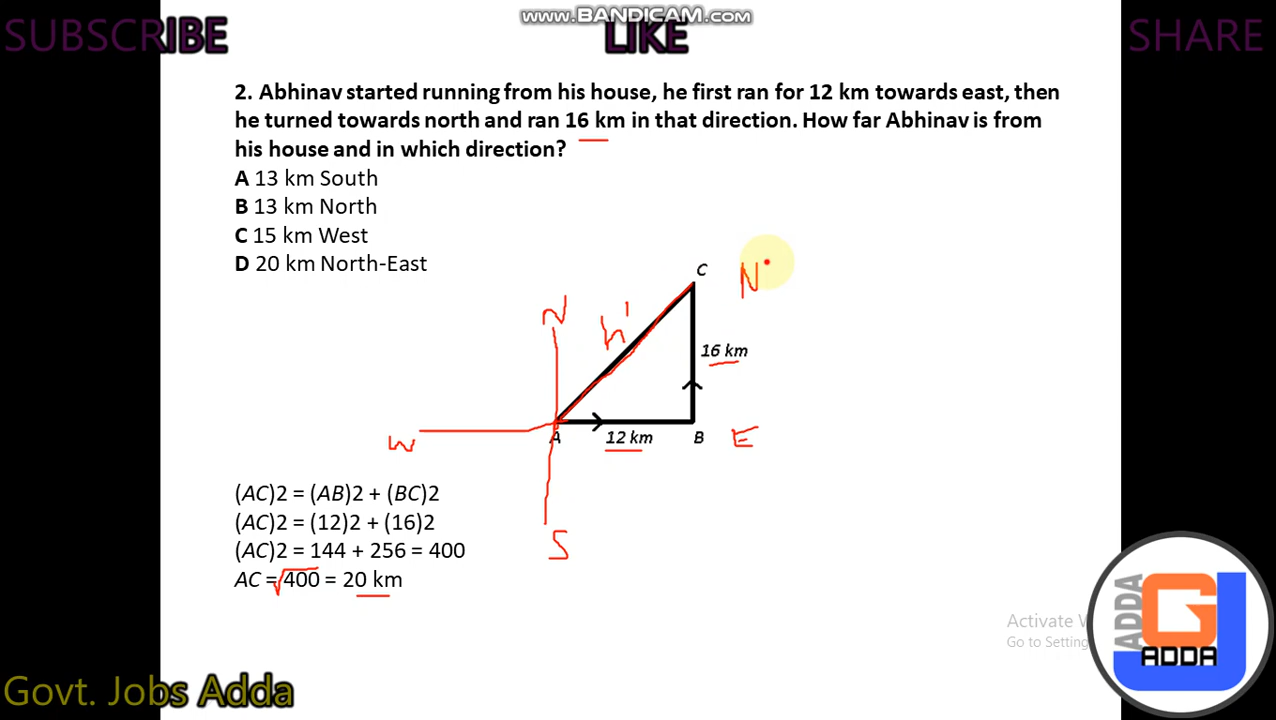 www.BANDICAM.com
SUBSCRIBE LIKE SHARE
2. Abhinav started running from his house, he first ran for 12 km towards east, then
he turned towards north and ran 16 km in that direction. How far Abhinav is from
his house and in which direction?
A 13 km South
B 13 km North
C 15 km West
D 20 km North-East
C N
N h'
16 km
W A 12 km B E
(AC)2 = (AB)2 + (BC)2
(AC)2 = (12)2 + (16)2
S
(AC)2 = 144 + 256 = 400
AC = √400 = 20 km
Activate W
Go to Setting
ADDA GJ
ADDA
Govt. Jobs Adda